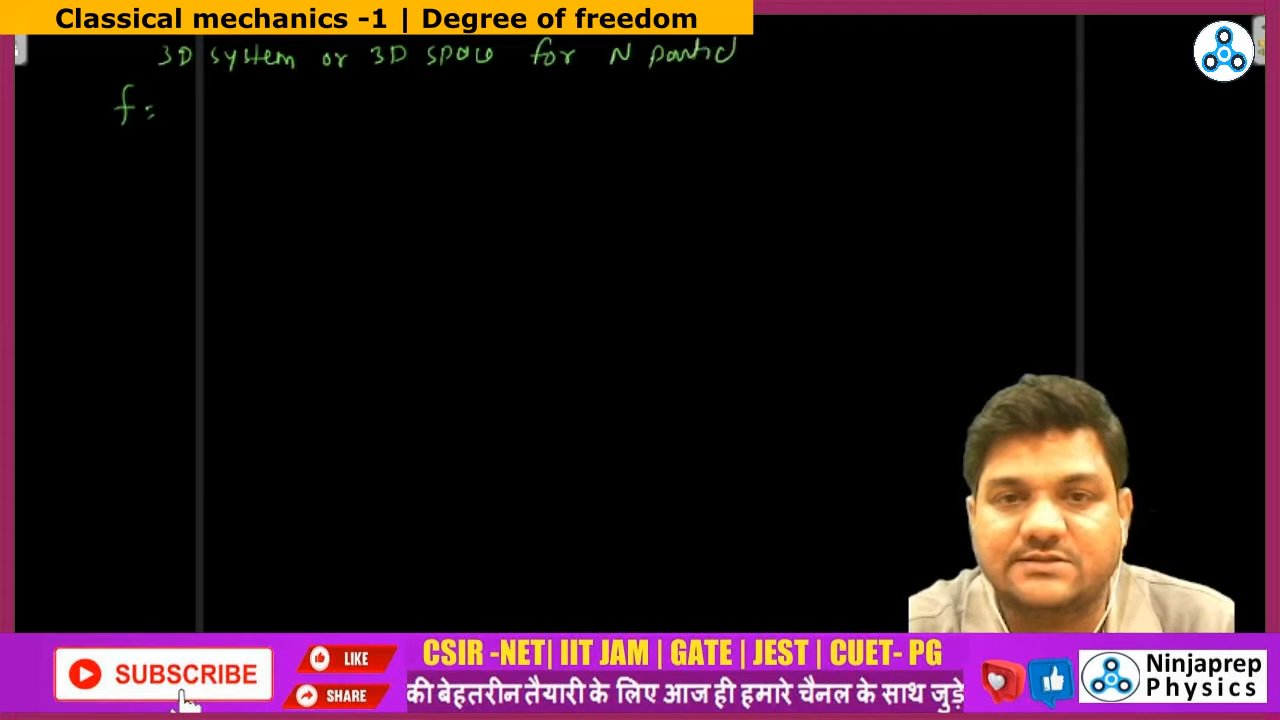 Classical mechanics -1 | Degree of freedom
3D system or 3D space for N particl
f =
CSIR -NET| IIT JAM | GATE | JEST | CUET- PG
SUBSCRIBE
LIKE
SHARE
की बेहतरीन तैयारी के लिए आज ही हमारे चैनल के साथ जुड़े
Ninjaprep
Physics